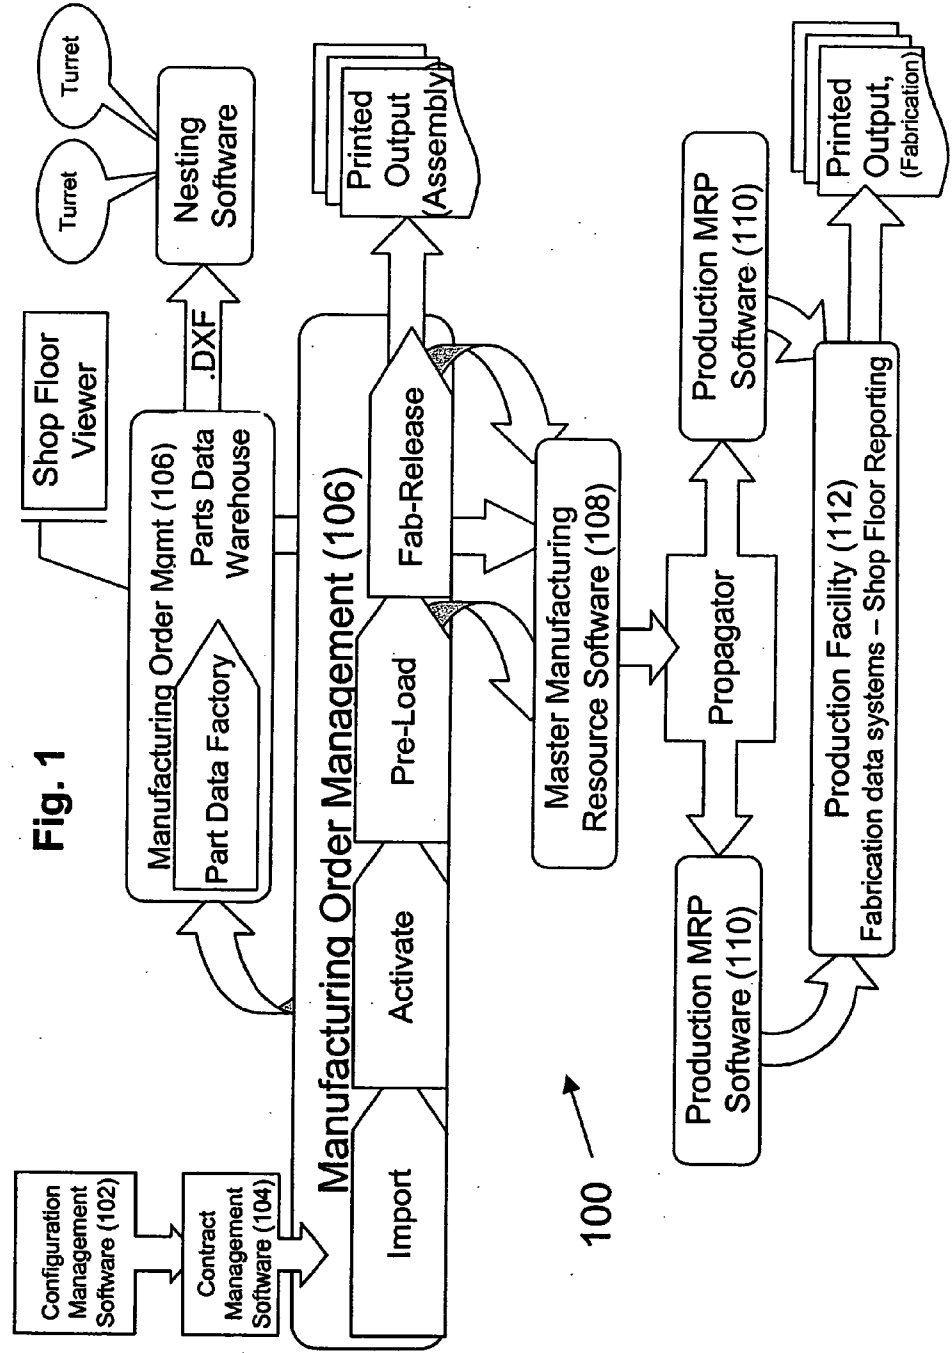 Fig. 1
Configuration
Management
Software (102)
Contract
Management
Software (104)
Manufacturing Order Mgmt (106)
Part Data Factory
Parts Data
Warehouse
Shop Floor
Viewer
.DXF
Nesting
Software
Turret
Turret
Manufacturing Order Management (106)
Import
Activate
Pre-Load
Fab-Release
Printed
Output
(Assembly)
100
Master Manufacturing
Resource Software (108)
Propagator
Production MRP
Software (110)
Production MRP
Software (110)
Production Facility (112)
Fabrication data systems – Shop Floor Reporting
Printed
Output,
(Fabrication)